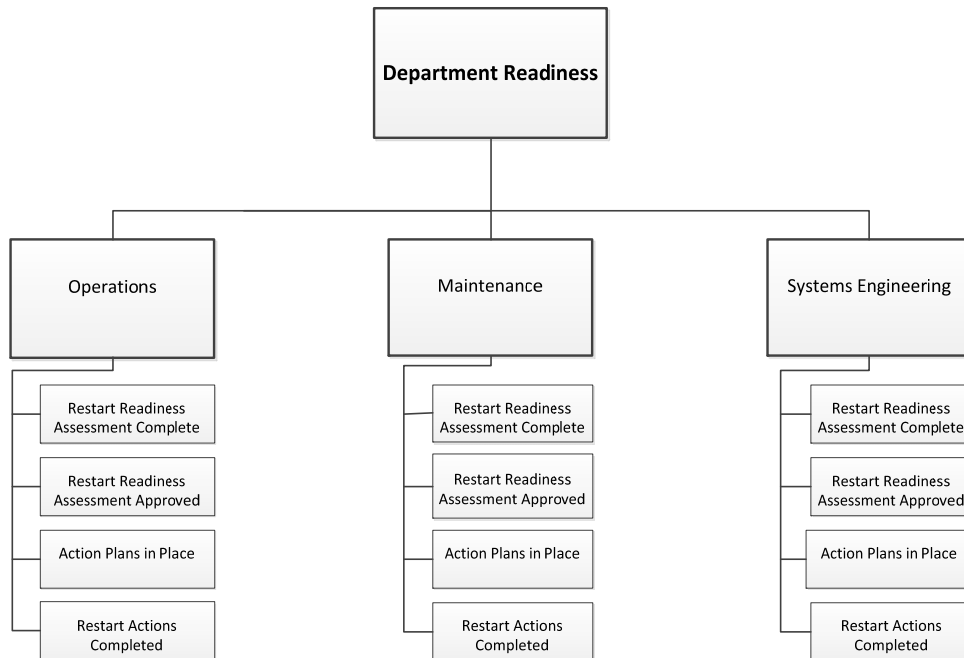 Department Readiness
Operations
Maintenance
Systems Engineering
Restart Readiness
Assessment Complete
Restart Readiness
Assessment Approved
Action Plans in Place
Restart Actions
Completed
Restart Readiness
Assessment Complete
Restart Readiness
Assessment Approved
Action Plans in Place
Restart Actions
Completed
Restart Readiness
Assessment Complete
Restart Readiness
Assessment Approved
Action Plans in Place
Restart Actions
Completed